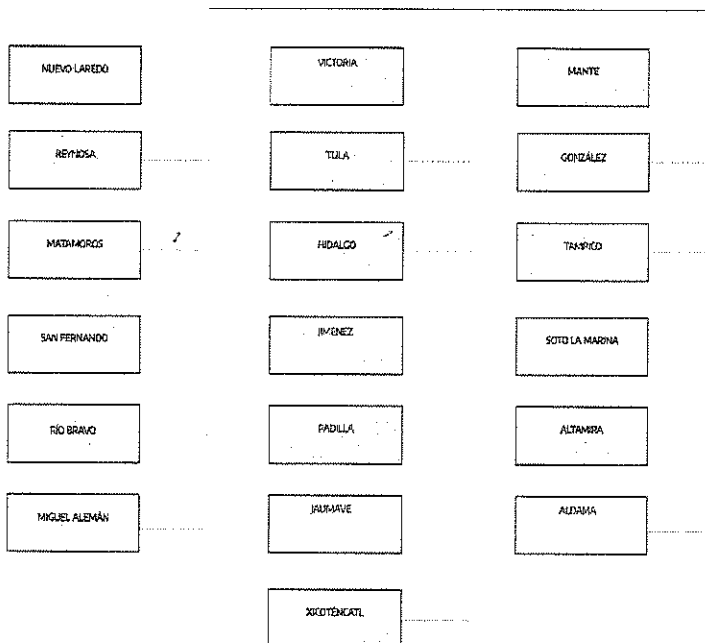 NUEVO LAREDO
VICTORIA
MANTE
REYNOSA
TULA
GONZÁLEZ
MATAMOROS
HIDALGO
TAMPICO
SAN FERNANDO
JIMÉNEZ
SOTO LA MARINA
RÍO BRAVO
PADILLA
ALTAMIRA
MIGUEL ALEMÁN
JAUMAVE
ALDAMA
XICOTÉNCATL